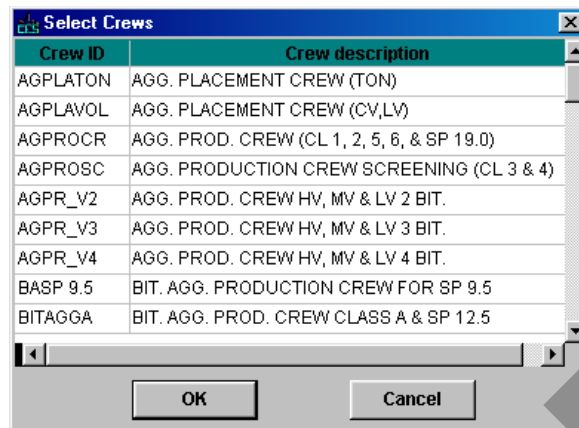 Select Crews
Crew ID Crew description
AGPLATON AGG. PLACEMENT CREW (TON)
AGPLAVOL AGG. PLACEMENT CREW (CV,LV)
AGPROCR AGG. PROD. CREW (CL 1, 2, 5, 6, & SP 19.0)
AGPROSC AGG. PRODUCTION CREW SCREENING (CL 3 & 4)
AGPR_V2 AGG. PROD. CREW HV, MV & LV 2 BIT.
AGPR_V3 AGG. PROD. CREW HV, MV & LV 3 BIT.
AGPR_V4 AGG. PROD. CREW HV, MV & LV 4 BIT.
BASP 9.5 BIT. AGG. PRODUCTION CREW FOR SP 9.5
BITAGGA BIT. AGG. PROD. CREW CLASS A & SP 12.5
OK Cancel